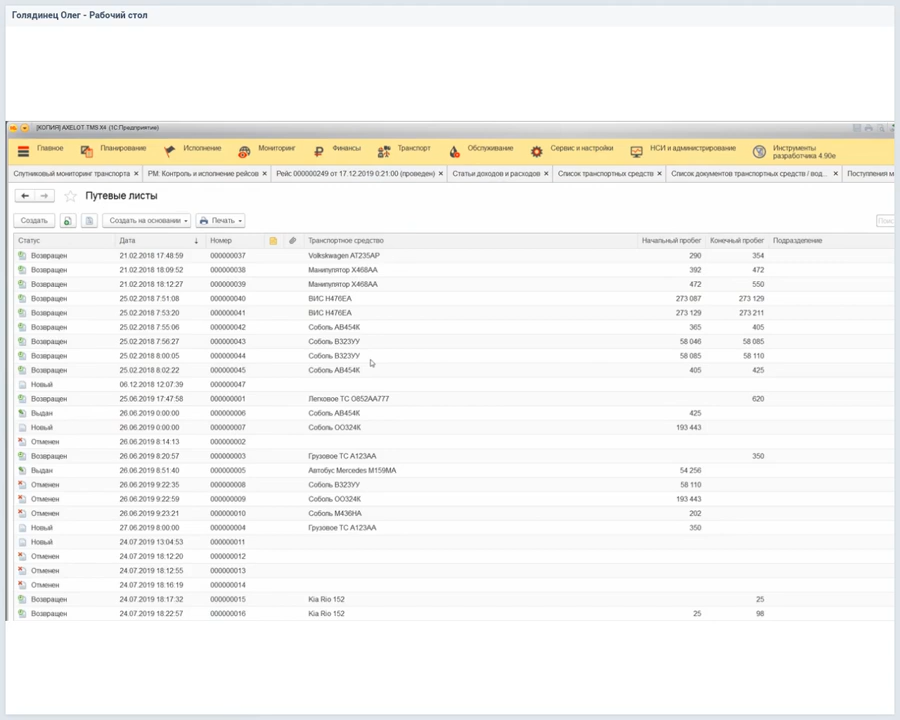 Голядинец Олег - Рабочий стол
[КОПИЯ] AXELOT TMS X4 (1С:Предприятие)
Главное Планирование Исполнение Мониторинг Финансы Транспорт Обслуживание Сервис и настройки НСИ и администрирование Инструменты разработчика 4.90е
Спутниковый мониторинг транспорта × РМ: Контроль и исполнение рейсов × Рейс 000000249 от 17.12.2019 0:21:00 (проведен) × Статьи доходов и расходов × Список транспортных средств × Список документов транспортных средств / вод... × Поступления м
Путевые листы
Создать Создать на основании Печать
Статус Дата ↓ Номер Транспортное средство Начальный пробег Конечный пробег Подразделение
Возвращен 21.02.2018 17:48:59 000000037 Volkswagen АТ235АР 290 354
Возвращен 21.02.2018 18:09:52 000000038 Манипулятор Х468АА 392 472
Возвращен 21.02.2018 18:12:27 000000039 Манипулятор Х468АА 472 550
Возвращен 25.02.2018 7:51:08 000000040 ВИС Н476ЕА 273 087 273 129
Возвращен 25.02.2018 7:53:20 000000041 ВИС Н476ЕА 273 129 273 211
Возвращен 25.02.2018 7:55:06 000000042 Соболь АВ454К 365 405
Возвращен 25.02.2018 7:56:27 000000043 Соболь В323УУ 58 046 58 085
Возвращен 25.02.2018 8:00:05 000000044 Соболь В323УУ 58 085 58 110
Возвращен 25.02.2018 8:02:22 000000045 Соболь АВ454К 405 425
Новый 06.12.2018 12:07:39 000000047
Возвращен 25.06.2019 17:47:58 000000001 Легковое ТС О852АА777 620
Выдан 26.06.2019 0:00:00 000000006 Соболь АВ454К 425
Новый 26.06.2019 0:00:00 000000007 Соболь ОО324К 193 443
Отменен 26.06.2019 8:14:13 000000002
Возвращен 26.06.2019 8:20:57 000000003 Грузовое ТС А123АА 350
Выдан 26.06.2019 8:51:40 000000005 Автобус Mercedes М159МА 54 256
Отменен 26.06.2019 9:22:35 000000008 Соболь В323УУ 58 110
Отменен 26.06.2019 9:22:59 000000009 Соболь ОО324К 193 443
Отменен 26.06.2019 9:23:21 000000010 Соболь М436НА 202
Новый 27.06.2019 8:00:00 000000004 Грузовое ТС А123АА 350
Новый 24.07.2019 13:04:53 000000011
Отменен 24.07.2019 18:12:20 000000012
Отменен 24.07.2019 18:12:55 000000013
Отменен 24.07.2019 18:16:19 000000014
Возвращен 24.07.2019 18:17:32 000000015 Kia Rio 152 25
Возвращен 24.07.2019 18:22:57 000000016 Kia Rio 152 25 98